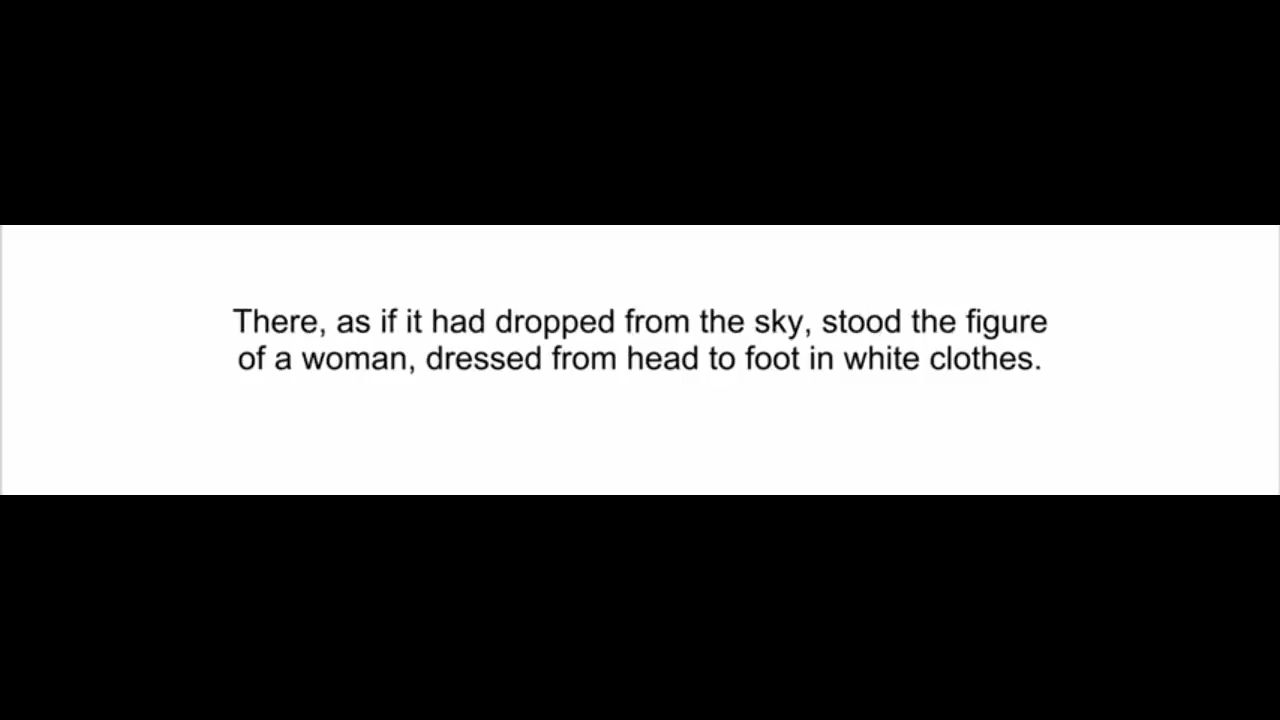 There, as if it had dropped from the sky, stood the figure
of a woman, dressed from head to foot in white clothes.